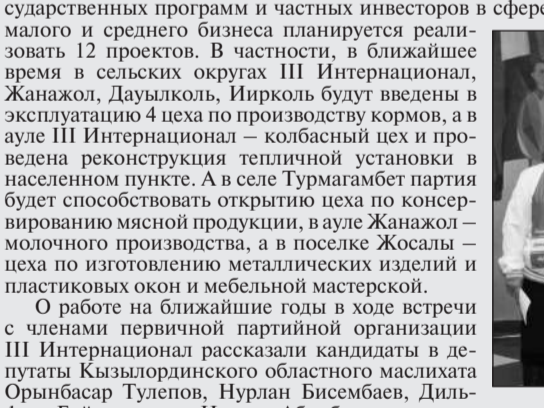 сударственных программ и частных инвесторов в сфере
малого и среднего бизнеса планируется реали-
зовать 12 проектов. В частности, в ближайшее
время в сельских округах III Интернационал,
Жанажол, Дауылколь, Иирколь будут введены в
эксплуатацию 4 цеха по производству кормов, а в
ауле III Интернационал – колбасный цех и про-
ведена реконструкция тепличной установки в
населенном пункте. А в селе Турмагамбет партия
будет способствовать открытию цеха по консер-
вированию мясной продукции, в ауле Жанажол –
молочного производства, а в поселке Жосалы –
цеха по изготовлению металлических изделий и
пластиковых окон и мебельной мастерской.
О работе на ближайшие годы в ходе встречи
с членами первичной партийной организации
III Интернационал рассказали кандидаты в де-
путаты Кызылординского областного маслихата
Орынбасар Тулепов, Нурлан Бисембаев, Диль-